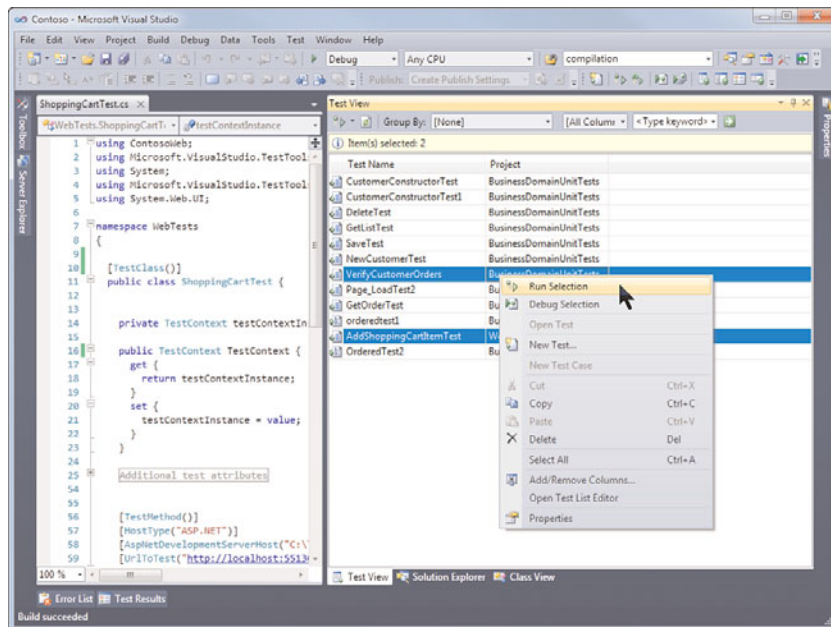 Contoso - Microsoft Visual Studio
File Edit View Project Build Debug Data Tools Test Window Help
Debug Any CPU compilation
Publish: Create Publish Settings
ShoppingCartTest.cs
WebTests.ShoppingCartT testContextInstance
1 using ContosoWeb;
2 using Microsoft.VisualStudio.TestTool
3 using System;
4 using Microsoft.VisualStudio.TestTool
5 using System.Web.UI;
6
7 namespace WebTests
8 {
9
10 [TestClass()]
11 public class ShoppingCartTest {
12
13
14 private TestContext testContextIn
15
16 public TestContext TestContext {
17 get {
18 return testContextInstance;
19 }
20 set {
21 testContextInstance = value;
22 }
23 }
24
25 Additional test attributes
54
55
56 [TestMethod()]
57 [HostType("ASP.NET")]
58 [AspNetDevelopmentServerHost("C:\
59 [UrlToTest("http://localhost:5513
100 %
Toolbox
Server Explorer
Test View
Group By: [None] [All Column <Type keyword>
Item(s) selected: 2
Test Name Project
CustomerConstructorTest BusinessDomainUnitTests
CustomerConstructorTest1 BusinessDomainUnitTests
DeleteTest BusinessDomainUnitTests
GetListTest BusinessDomainUnitTests
SaveTest BusinessDomainUnitTests
NewCustomerTest BusinessDomainUnitTests
VerifyCustomerOrders BusinessDomainUnitTests
Page_LoadTest2 Bu
GetOrderTest Bu
orderedtest1 Bu
AddShoppingCartItemTest W
OrderedTest2 Bu
Run Selection
Debug Selection
Open Test
New Test...
New Test Case
Cut Ctrl+X
Copy Ctrl+C
Paste Ctrl+V
Delete Del
Select All Ctrl+A
Add/Remove Columns...
Open Test List Editor
Properties
Properties
Test View Solution Explorer Class View
Error List Test Results
Build succeeded